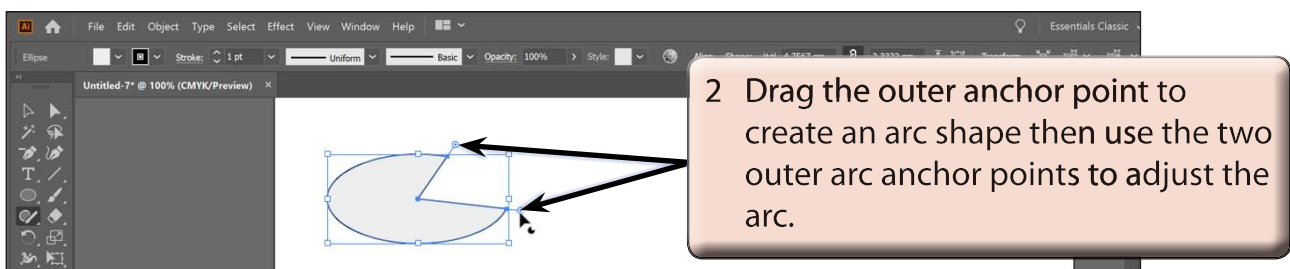 Ai File Edit Object Type Select Effect View Window Help Essentials Classic
Ellipse Stroke: 1 pt Uniform Basic Opacity: 100% Style:
Untitled-7* @ 100% (CMYK/Preview) ×
2 Drag the outer anchor point to
create an arc shape then use the two
outer arc anchor points to adjust the
arc.